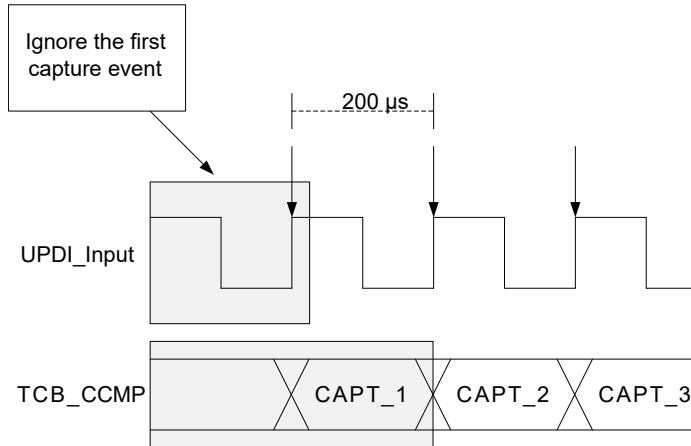 Ignore the first
capture event
200 µs
UPDI_Input
TCB_CCMP
CAPT_1
CAPT_2
CAPT_3